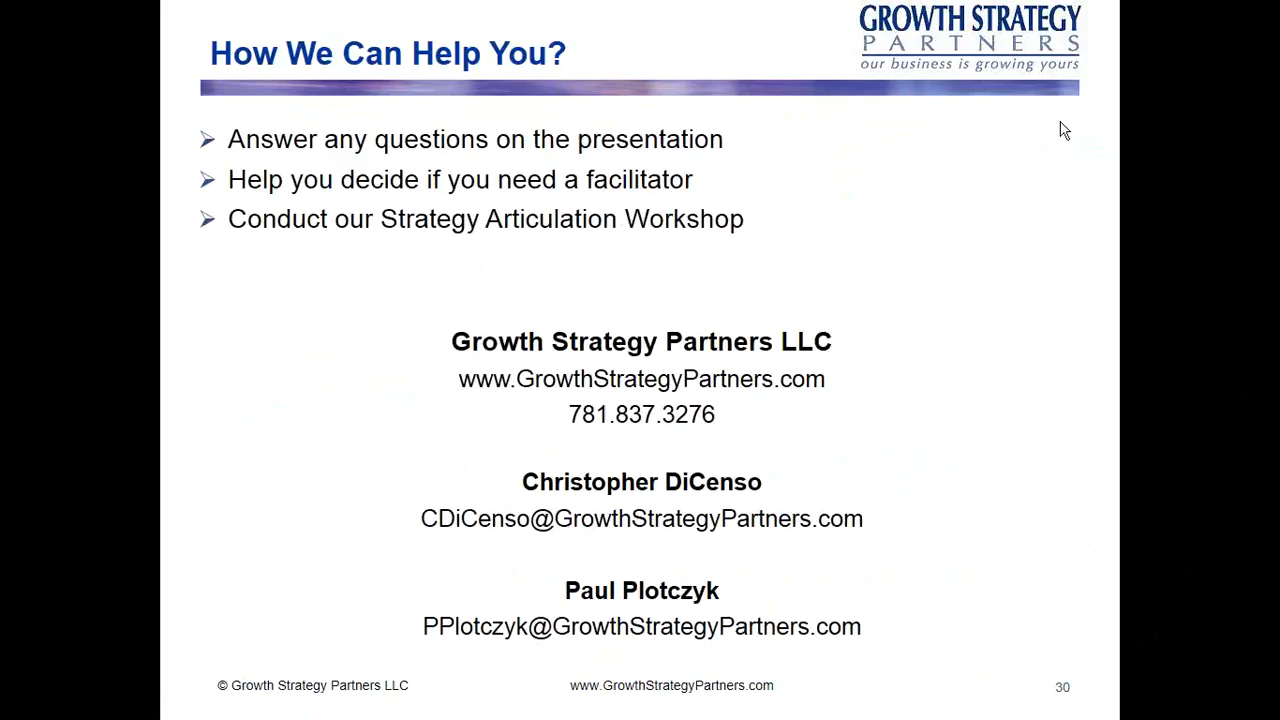 How We Can Help You?
GROWTH STRATEGY
PARTNERS
our business is growing yours
Answer any questions on the presentation
Help you decide if you need a facilitator
Conduct our Strategy Articulation Workshop
Growth Strategy Partners LLC
www.GrowthStrategyPartners.com
781.837.3276
Christopher DiCenso
CDiCenso@GrowthStrategyPartners.com
Paul Plotczyk
PPlotczyk@GrowthStrategyPartners.com
© Growth Strategy Partners LLC
www.GrowthStrategyPartners.com
30